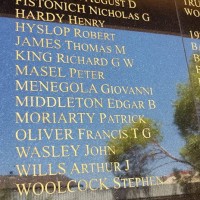 PISTONICH NICHOLAS G
HARDY HENRY
HYSLOP ROBERT
JAMES THOMAS M
KING RICHARD G W
MASEL PETER
MENEGOLA GIOVANNI
MIDDLETON EDGAR B
MORIARTY PATRICK
OLIVER FRANCIS T G
WASLEY JOHN
WILLS ARTHUR J
WOOLCOCK STEPHEN